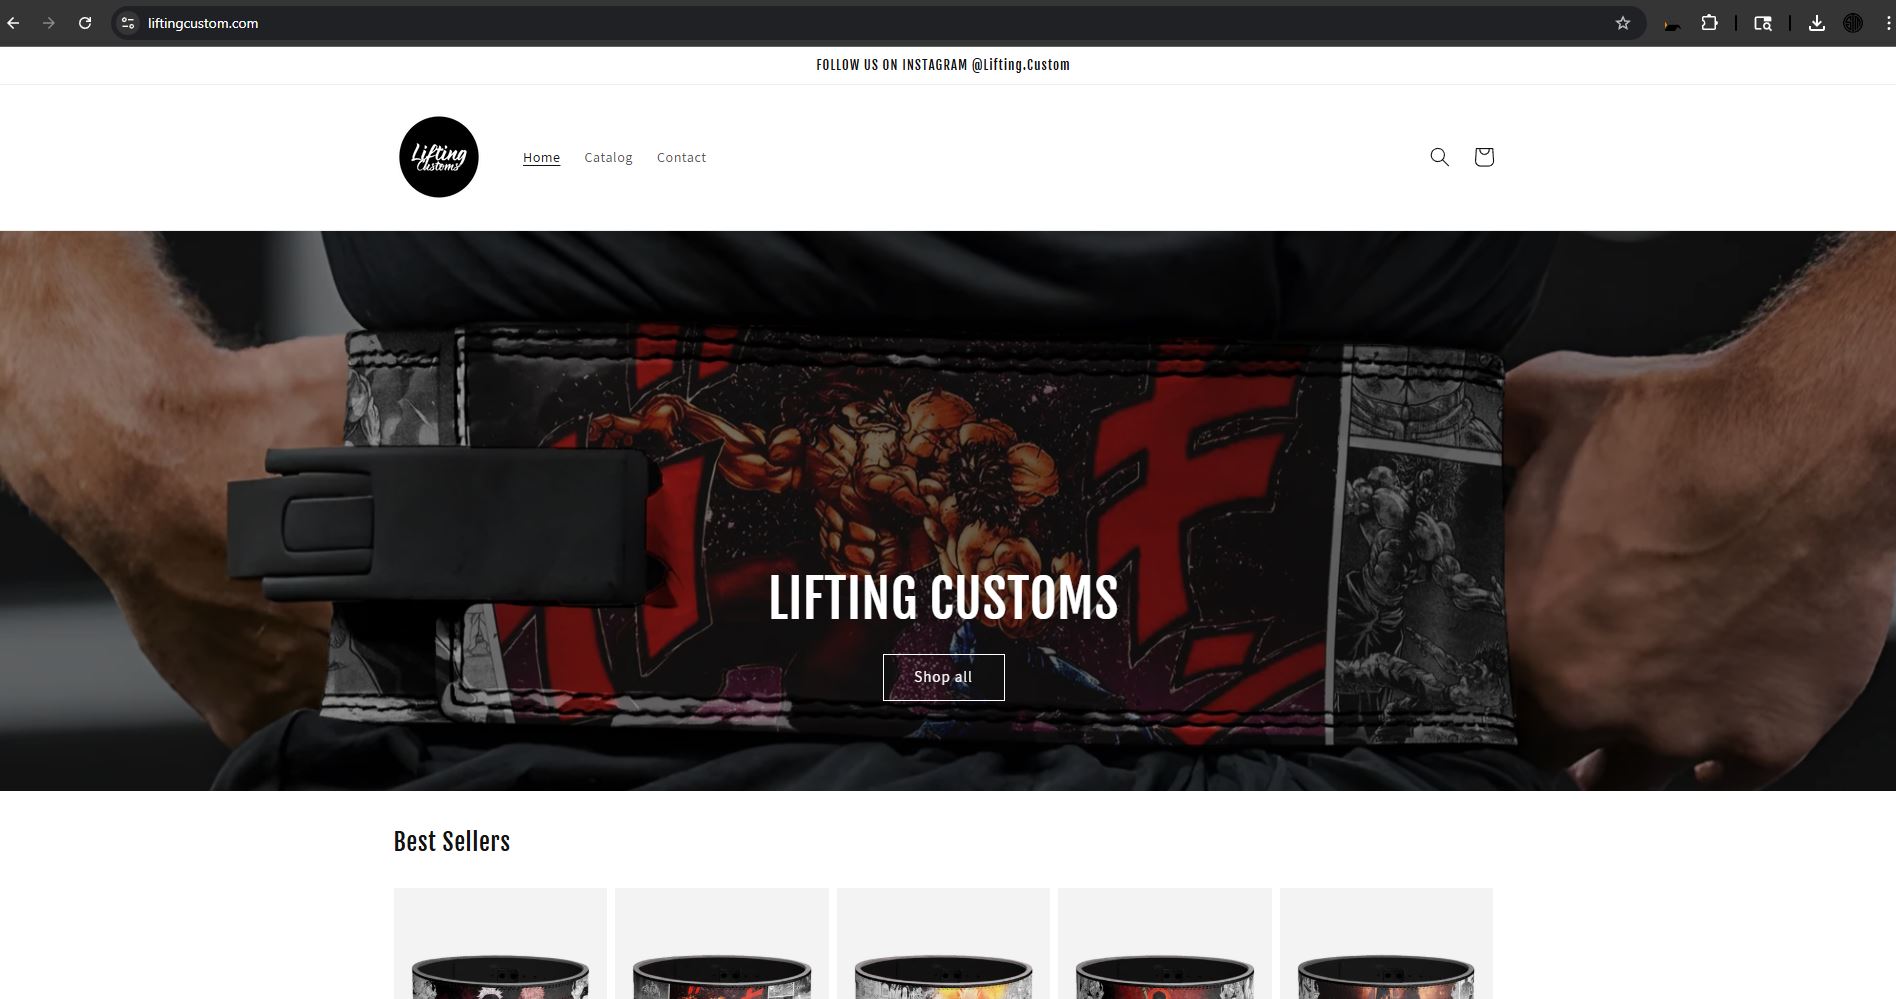 liftingcustom.com
FOLLOW US ON INSTAGRAM @Lifting.Custom
Lifting
Customs
Home
Catalog
Contact
LIFTING CUSTOMS
Shop all
Best Sellers